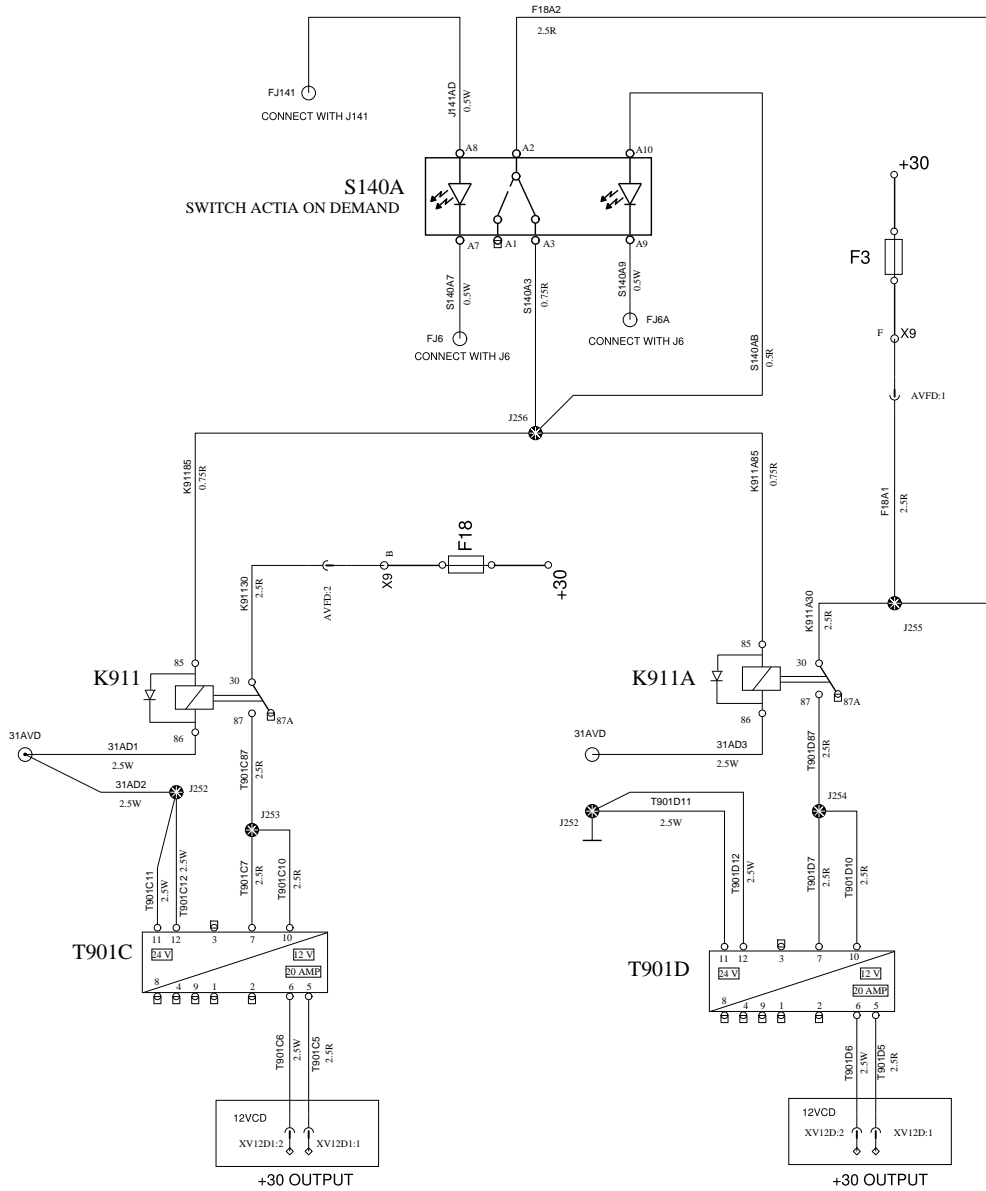 F18A2
2.5R
FJ141
CONNECT WITH J141
J141AD
0.5W
A8
A2
A10
S140A
SWITCH ACTIA ON DEMAND
A7
A1
A3
A9
S140A7
0.5W
S140A3
0.75R
S140A9
0.5W
FJ6
CONNECT WITH J6
FJ6A
CONNECT WITH J6
S140AB
0.5R
+30
F3
F
X9
AVFD:1
F18A1
2.5R
J256
K91185
0.75R
K911A85
0.75R
K91130
2.5R
AVFD:2
X9
B
F18
+30
K911A30
2.5R
J255
K911
85
30
87
87A
86
K911A
85
30
87
87A
86
31AVD
31AD1
2.5W
31AD2
2.5W
J252
T901C87
2.5R
J253
31AVD
31AD3
2.5W
T901D87
2.5R
J254
J252
T901D11
2.5W
T901C11
2.5W
T901C12
2.5W
T901C7
2.5R
T901C10
2.5R
T901D12
2.5W
T901D7
2.5R
T901D10
2.5R
T901C
11
12
3
7
10
24 V
12 V
20 AMP
8
4
9
1
2
6
5
T901D
11
12
3
7
10
24 V
12 V
20 AMP
8
4
9
1
2
6
5
T901C6
2.5W
T901C5
2.5R
T901D6
2.5W
T901D5
2.5R
12VCD
XV12D1:2
XV12D1:1
+30 OUTPUT
12VCD
XV12D:2
XV12D:1
+30 OUTPUT